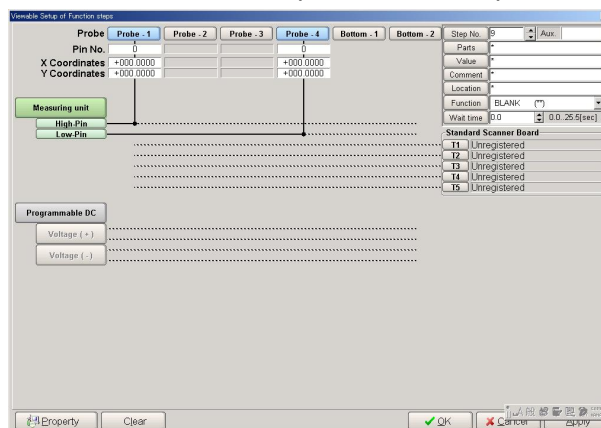 Viewable Setup of Function steps
Probe Probe - 1 Probe - 2 Probe - 3 Probe - 4 Bottom - 1 Bottom - 2
Pin No. 0 0
X Coordinates +000.0000 +000.0000
Y Coordinates +000.0000 +000.0000
Measuring unit
High-Pin
Low-Pin
Programmable DC
Voltage ( + )
Voltage ( - )
Step No. 9 Aux.
Parts *
Value *
Comment *
Location *
Function BLANK (**)
Wait time 0.0 0.0..25.5[sec]
Standard Scanner Board
T1 Unregistered
T2 Unregistered
T3 Unregistered
T4 Unregistered
T5 Unregistered
Property Clear OK Cancel Apply
A 般